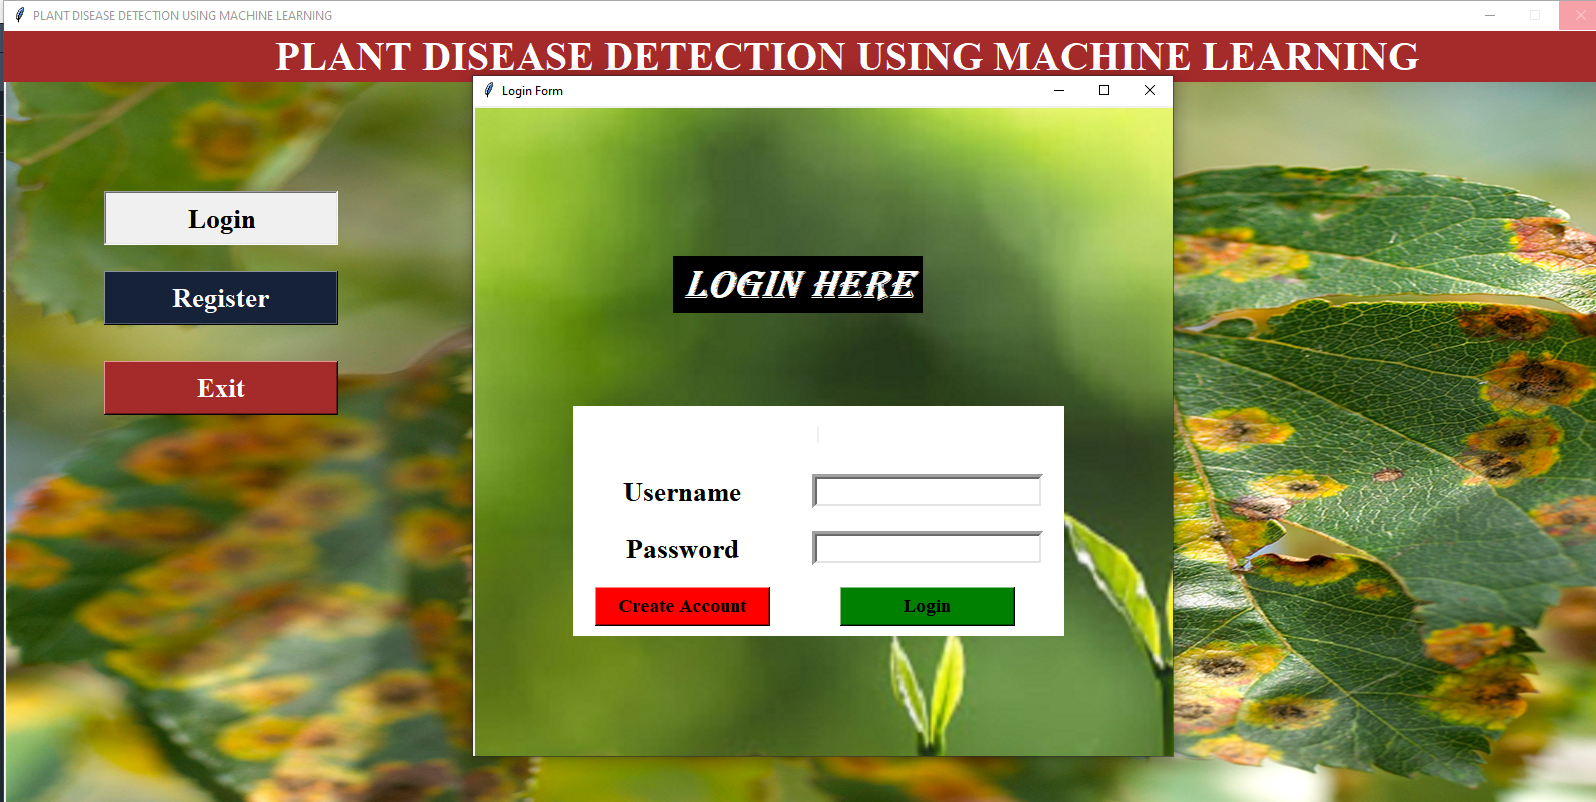 PLANT DISEASE DETECTION USING MACHINE LEARNING
PLANT DISEASE DETECTION USING MACHINE LEARNING
Login Form
Login
Register
Exit
LOGIN HERE
Username
Password
Create Account
Login